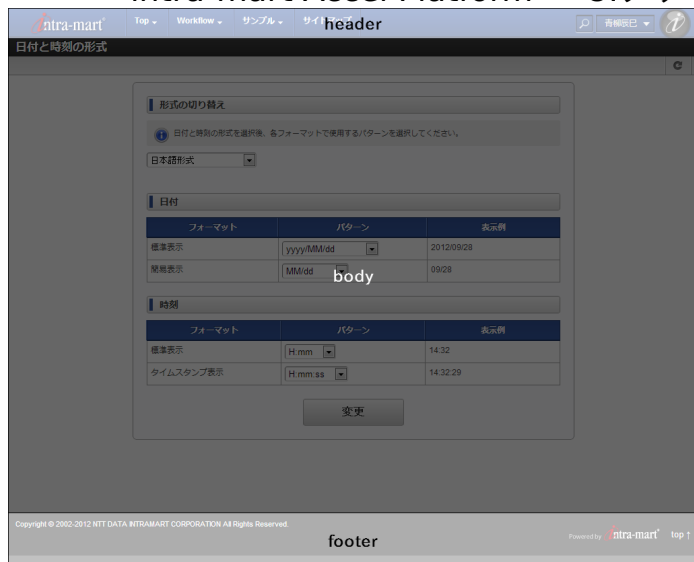 intra-mart Top Workflow サンプル サイトマップ header 青柳辰巳
日付と時刻の形式
形式の切り替え
日付と時刻の形式を選択後、各フォーマットで使用するパターンを選択してください。
日本語形式
日付
フォーマット パターン 表示例
標準表示 yyyy/MM/dd 2012/09/28
簡易表示 MM/dd 09/28
body
時刻
フォーマット パターン 表示例
標準表示 H:mm 14:32
タイムスタンプ表示 H:mm:ss 14:32:29
変更
Copyright © 2002-2012 NTT DATA INTRAMART CORPORATION All Rights Reserved.
footer
Powered by intra-mart top ↑